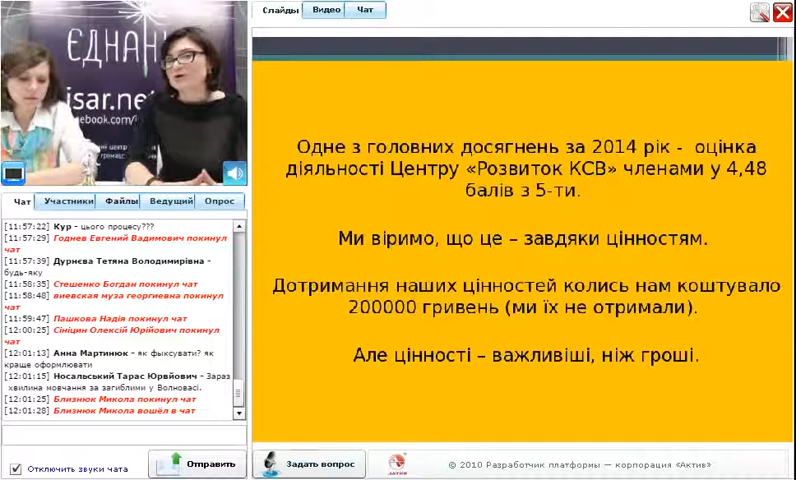 ЄДНАН
isar.net
facebook.com/i
Слайды
Видео
Чат
Чат
Участники
Файлы
Ведущий
Опрос
[11:57:22] Кур - цього процесу???
[11:57:29] Годнев Евгений Вадимович покинул
чат
[11:57:39] Дурнєва Тетяна Володимирівна -
будь-яку
[11:58:35] Стешенко Богдан покинул чат
[11:58:48] виевская муза георгиевна покинул
чат
[11:59:47] Пашкова Надія покинул чат
[12:00:25] Сініцин Олексій Юрійович покинул
чат
[12:01:13] Анна Мартинюк - як фыксувати? як
краще оформлювати
[12:01:15] Носальський Тарас Юрвйович - Зараз
хвилина мовчання за загиблими у Волновасі.
[12:01:25] Близнюк Микола покинул чат
[12:01:28] Близнюк Микола вошёл в чат
Отключить звуки чата
Отправить
Одне з головних досягнень за 2014 рік - оцінка
діяльності Центру «Розвиток КСВ» членами у 4,48
балів з 5-ти.
Ми віримо, що це – завдяки цінностям.
Дотримання наших цінностей колись нам коштувало
200000 гривень (ми їх не отримали).
Але цінності – важливіші, ніж гроші.
Задать вопрос
© 2010 Разработчик платформы — корпорация «Актив»